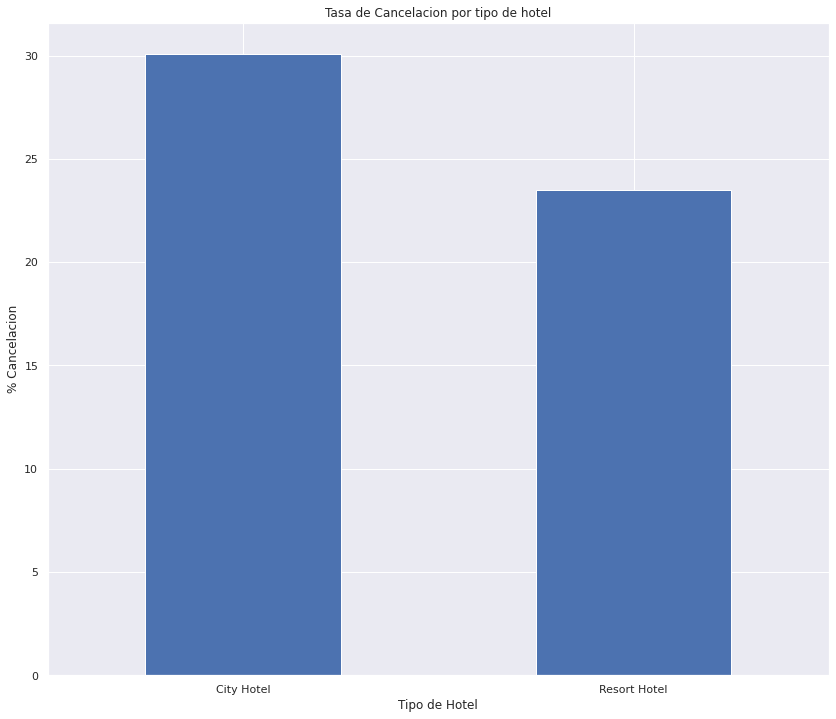 Tasa de Cancelacion por tipo de hotel
30
25
20
15
10
5
0
% Cancelacion
City Hotel
Resort Hotel
Tipo de Hotel